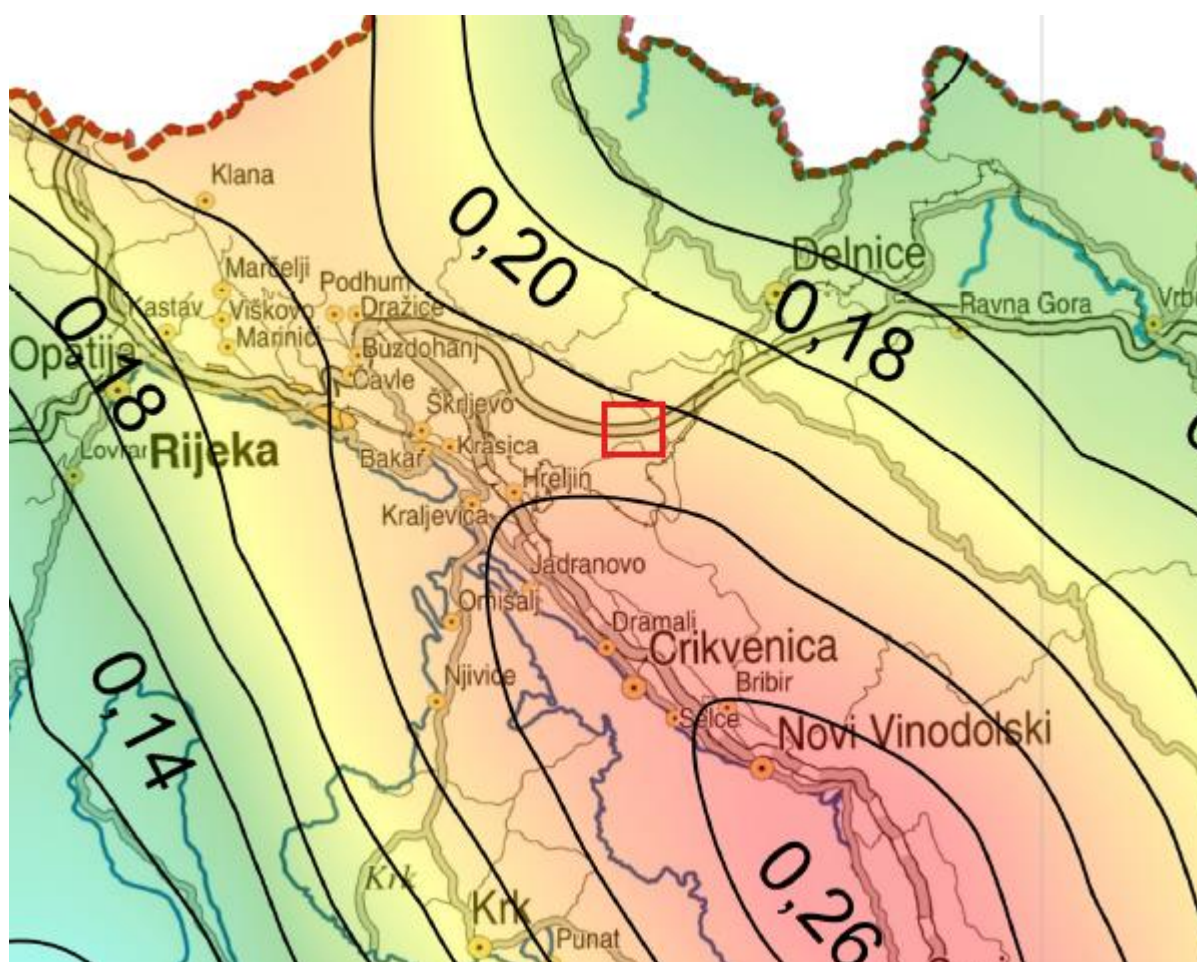 Klana
0,20
Delnice
Marčelji
Podhum
Kastav
Viškovo
Dražice
0,18
Ravna Gora
Vrb
Opatija
Marinići
Buzdohanj
Čavle
0,18
Škrljevo
Lovran
Rijeka
Bakar
Krasica
Hreljin
Kraljevica
Jadranovo
Omišalj
Dramalj
Crikvenica
0,14
Njivice
Bribir
Selce
Novi Vinodolski
Krk
Krk
0,26
Punat